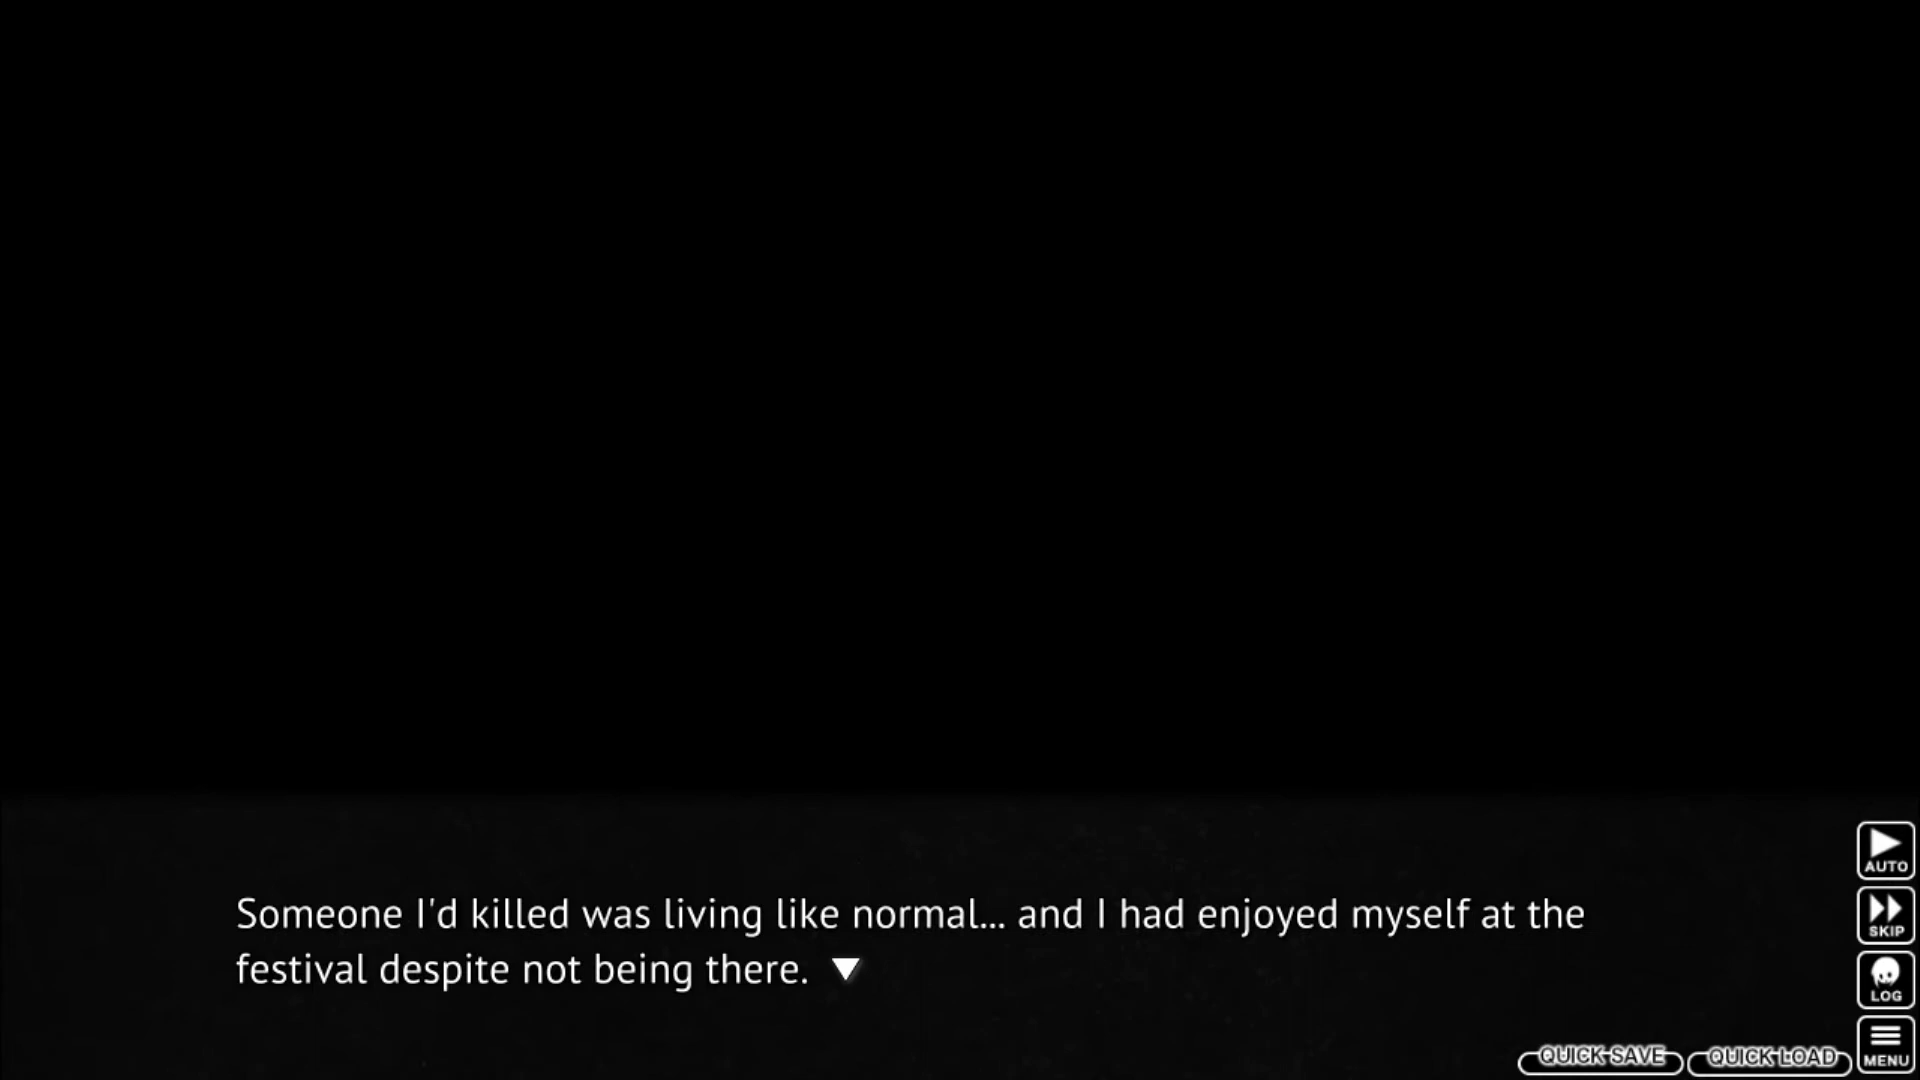 Someone I'd killed was living like normal... and I had enjoyed myself at the
festival despite not being there.
AUTO
SKIP
LOG
MENU
QUICK SAVE
QUICK LOAD